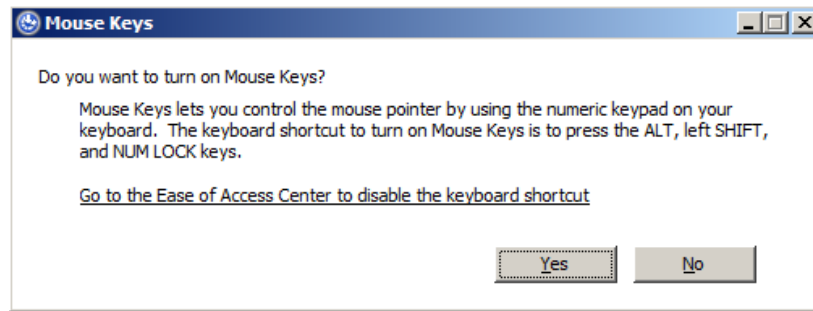 Mouse Keys
Do you want to turn on Mouse Keys?
Mouse Keys lets you control the mouse pointer by using the numeric keypad on your
keyboard.  The keyboard shortcut to turn on Mouse Keys is to press the ALT, left SHIFT,
and NUM LOCK keys.
Go to the Ease of Access Center to disable the keyboard shortcut
Yes No